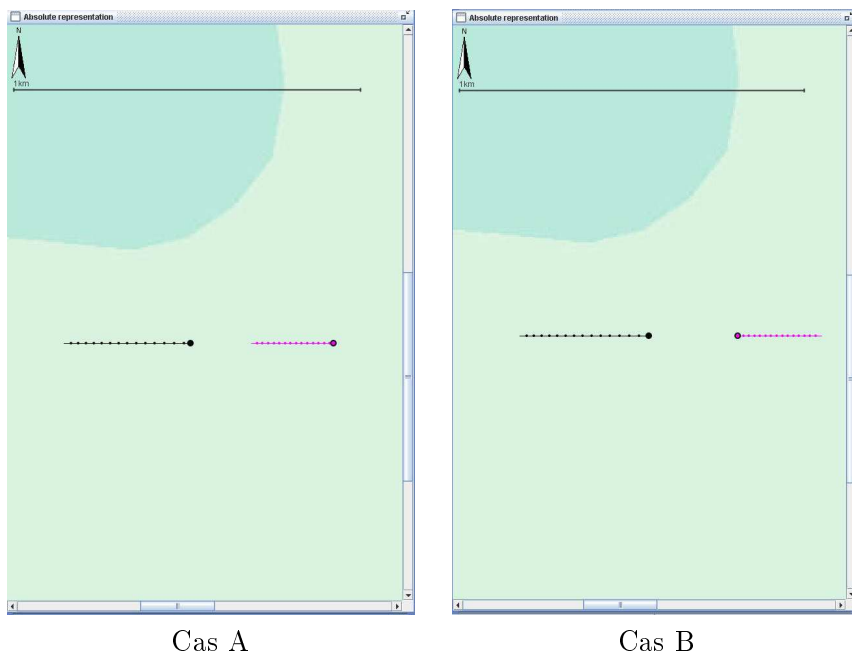 Absolute representation
N
1km
Absolute representation
N
1km
Cas A
Cas B